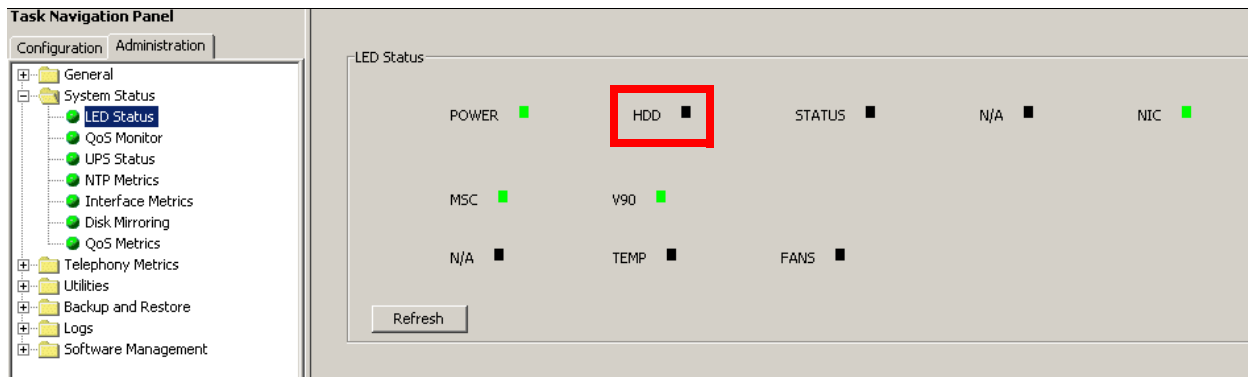 Task Navigation Panel
Configuration Administration
General
System Status
LED Status
QoS Monitor
UPS Status
NTP Metrics
Interface Metrics
Disk Mirroring
QoS Metrics
Telephony Metrics
Utilities
Backup and Restore
Logs
Software Management
LED Status
POWER HDD STATUS N/A NIC
MSC V90
N/A TEMP FANS
Refresh